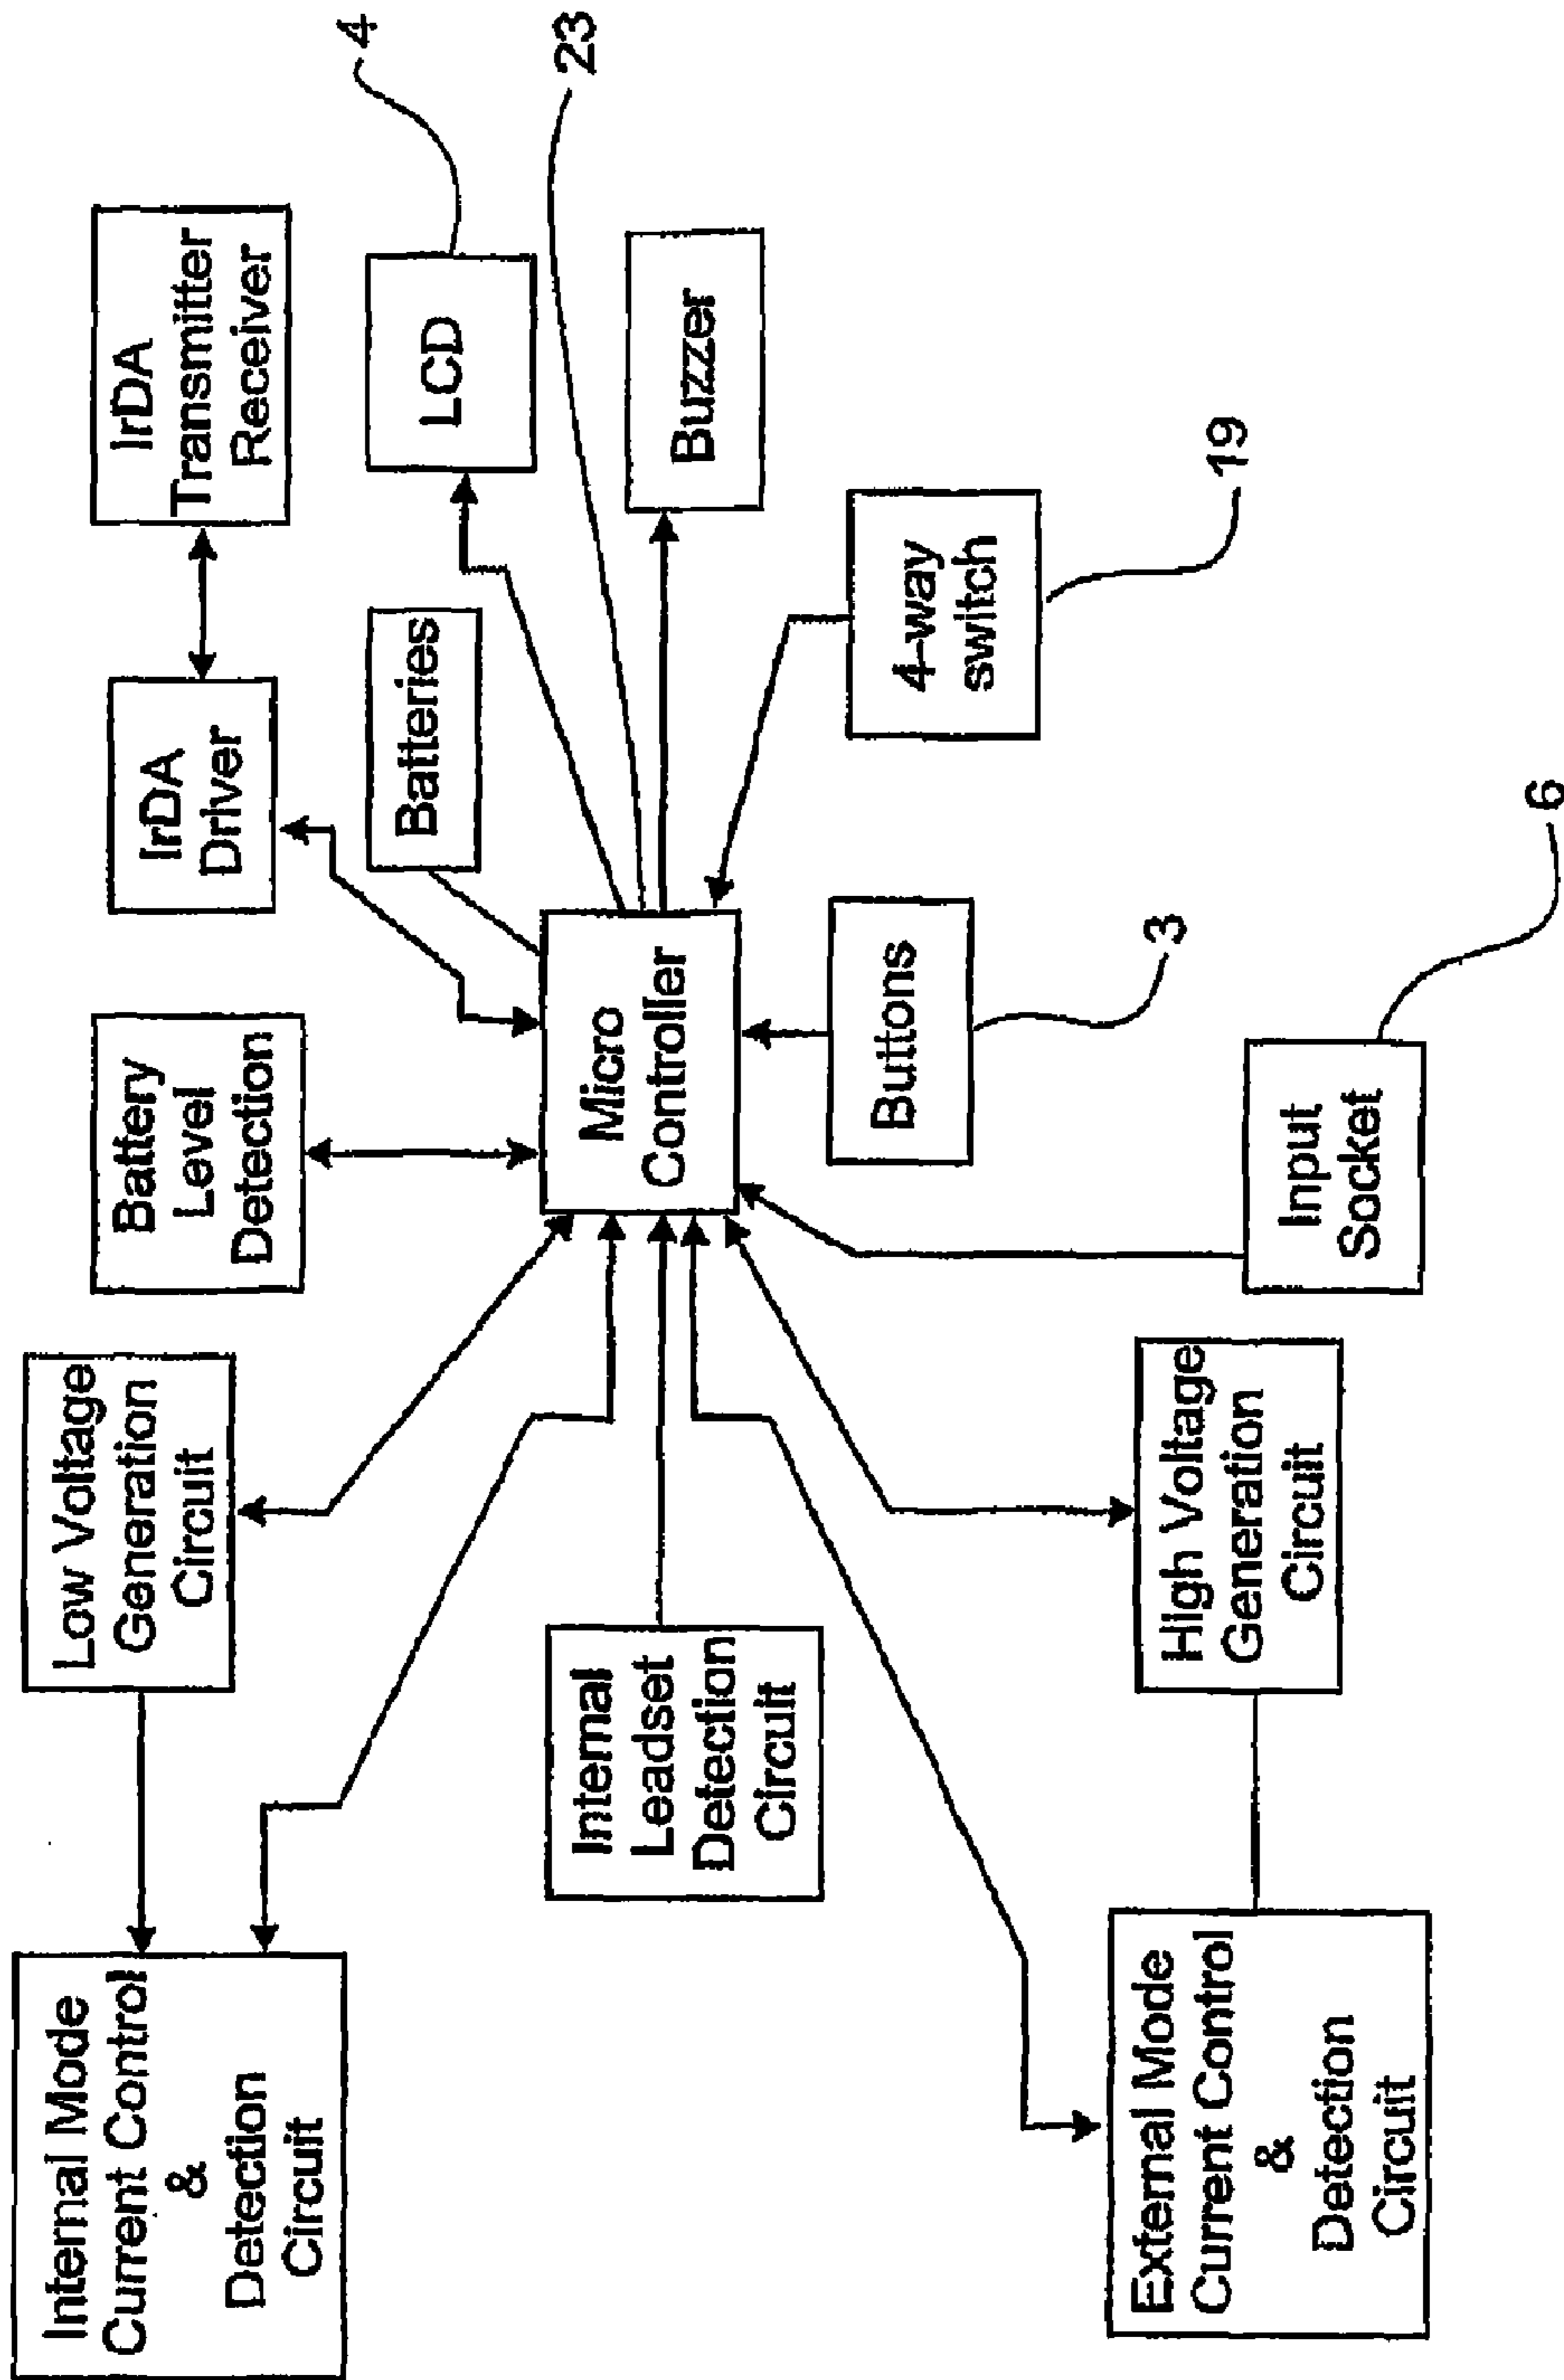 Internal Mode
Current Control
&
Detection
Circuit
Low Voltage
Generation
Circuit
Battery
Level
Detection
IrDA
Driver
IrDA
Transmitter
Receiver
Batteries
LCD
4
23
Internal
Leadset
Detection
Circuit
Micro
Controller
Buzzer
Buttons
3
4-way
switch
19
External Mode
Current Control
&
Detection
Circuit
High Voltage
Generation
Circuit
Input
Socket
6